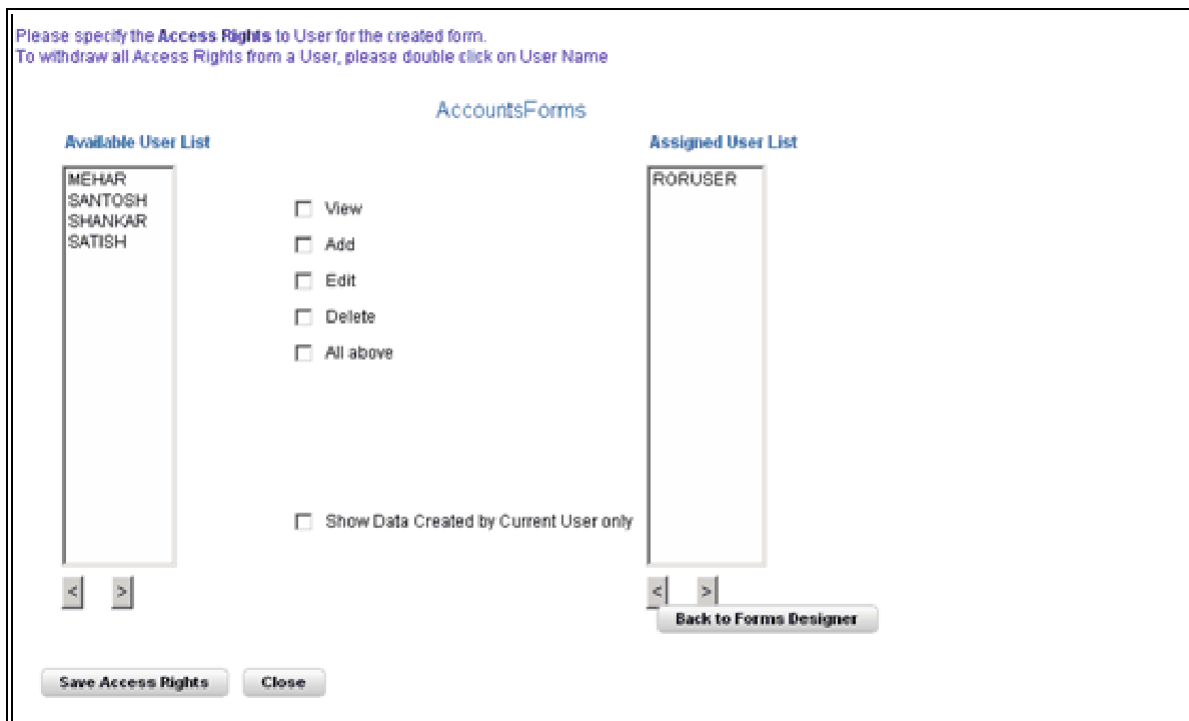 Please specify the Access Rights to User for the created form.
To withdraw all Access Rights from a User, please double click on User Name
AccountsForms
Available User List
Assigned User List
MEHAR
SANTOSH
SHANKAR
SATISH
RORUSER
View
Add
Edit
Delete
All above
Show Data Created by Current User only
< >
< >
Back to Forms Designer
Save Access Rights
Close